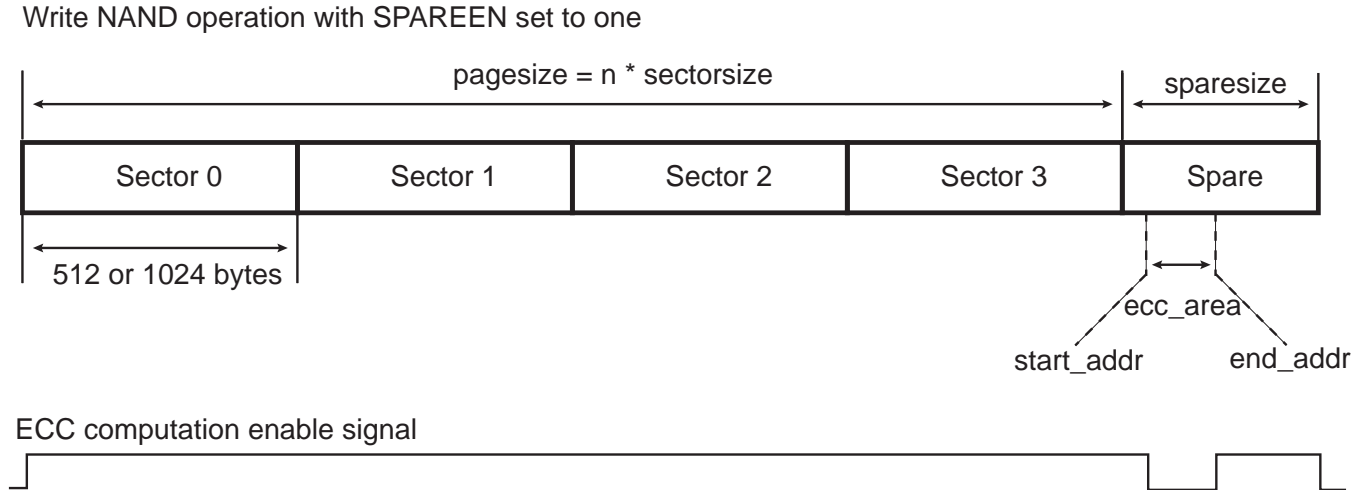 Write NAND operation with SPAREEN set to one
pagesize = n * sectorsize
sparesize
Sector 0
Sector 1
Sector 2
Sector 3
Spare
512 or 1024 bytes
ecc_area
start_addr
end_addr
ECC computation enable signal